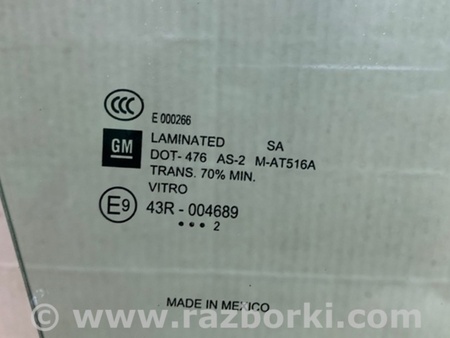 CCC
E 000266
GM
LAMINATED SA
DOT- 476 AS-2 M-AT516A
TRANS. 70% MIN.
VITRO
E9 43R - 004689
••• 2
MADE IN MEXICO
© www.razborki.com